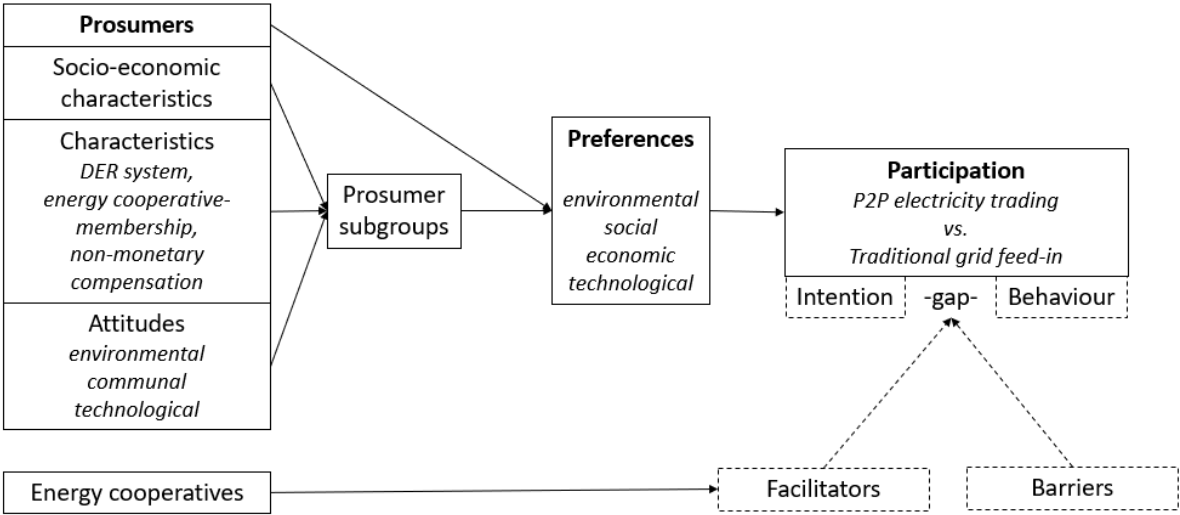 Prosumers
Socio-economic
characteristics
Characteristics
DER system,
energy cooperative-
membership,
non-monetary
compensation
Attitudes
environmental
communal
technological
Prosumer
subgroups
Preferences
environmental
social
economic
technological
Participation
P2P electricity trading
vs.
Traditional grid feed-in
Intention
-gap-
Behaviour
Energy cooperatives
Facilitators
Barriers